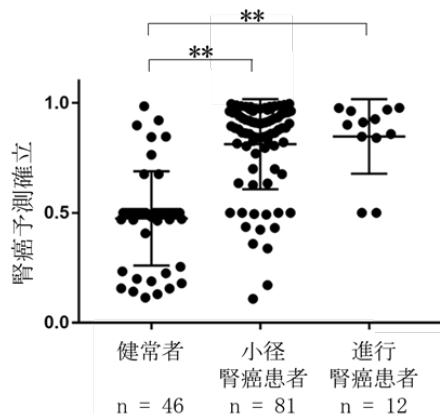 **
**
腎癌予測確立
1.0
0.5
0.0
健常者
小径
腎癌患者
進行
腎癌患者
n = 46
n = 81
n = 12